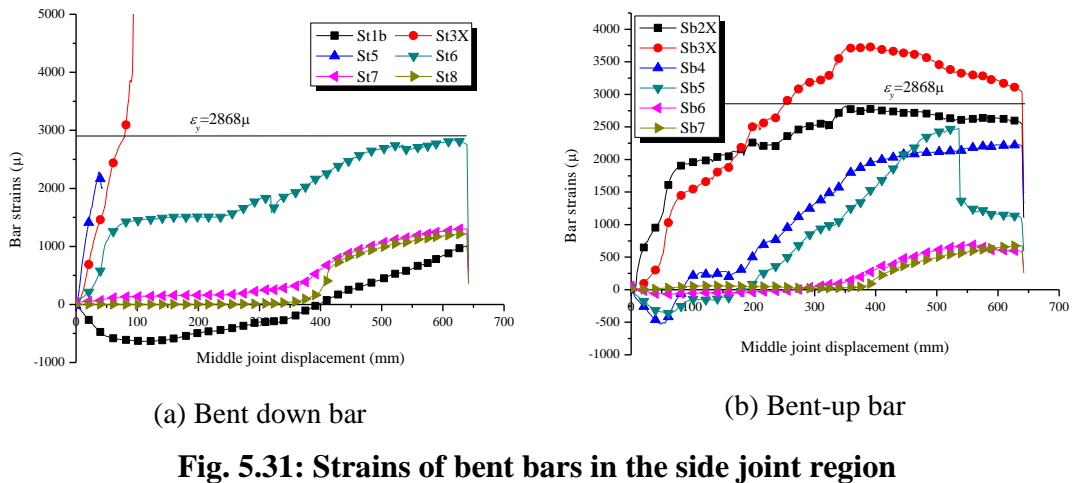 5000
4000
3000
2000
1000
0
-1000
Bar strains (μ)
St1b
St3X
St5
St6
St7
St8
εy=2868μ
0
100
200
300
400
500
600
700
Middle joint displacement (mm)
(a) Bent down bar
4000
3500
3000
2500
2000
1500
1000
500
0
-500
-1000
Bar strains (μ)
Sb2X
Sb3X
Sb4
Sb5
Sb6
Sb7
εy=2868μ
0
100
200
300
400
500
600
700
Middle joint displacement (mm)
(b) Bent-up bar
Fig. 5.31: Strains of bent bars in the side joint region